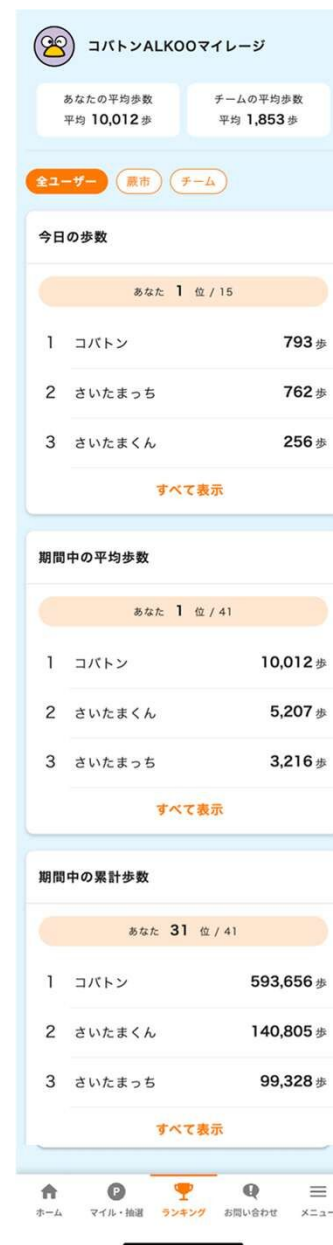 コバトンALKOOマイレージ
あなたの平均歩数
平均 10,012 歩
チームの平均歩数
平均 1,853 歩
全ユーザー 蕨市 チーム
今日の歩数
あなた 1 位 / 15
1 コバトン 793 歩
2 さいたまっち 762 歩
3 さいたまくん 256 歩
すべて表示
期間中の平均歩数
あなた 1 位 / 41
1 コバトン 10,012 歩
2 さいたまくん 5,207 歩
3 さいたまっち 3,216 歩
すべて表示
期間中の累計歩数
あなた 31 位 / 41
1 コバトン 593,656 歩
2 さいたまくん 140,805 歩
3 さいたまっち 99,328 歩
すべて表示
ホーム マイル・抽選 ランキング お問い合わせ メニュー